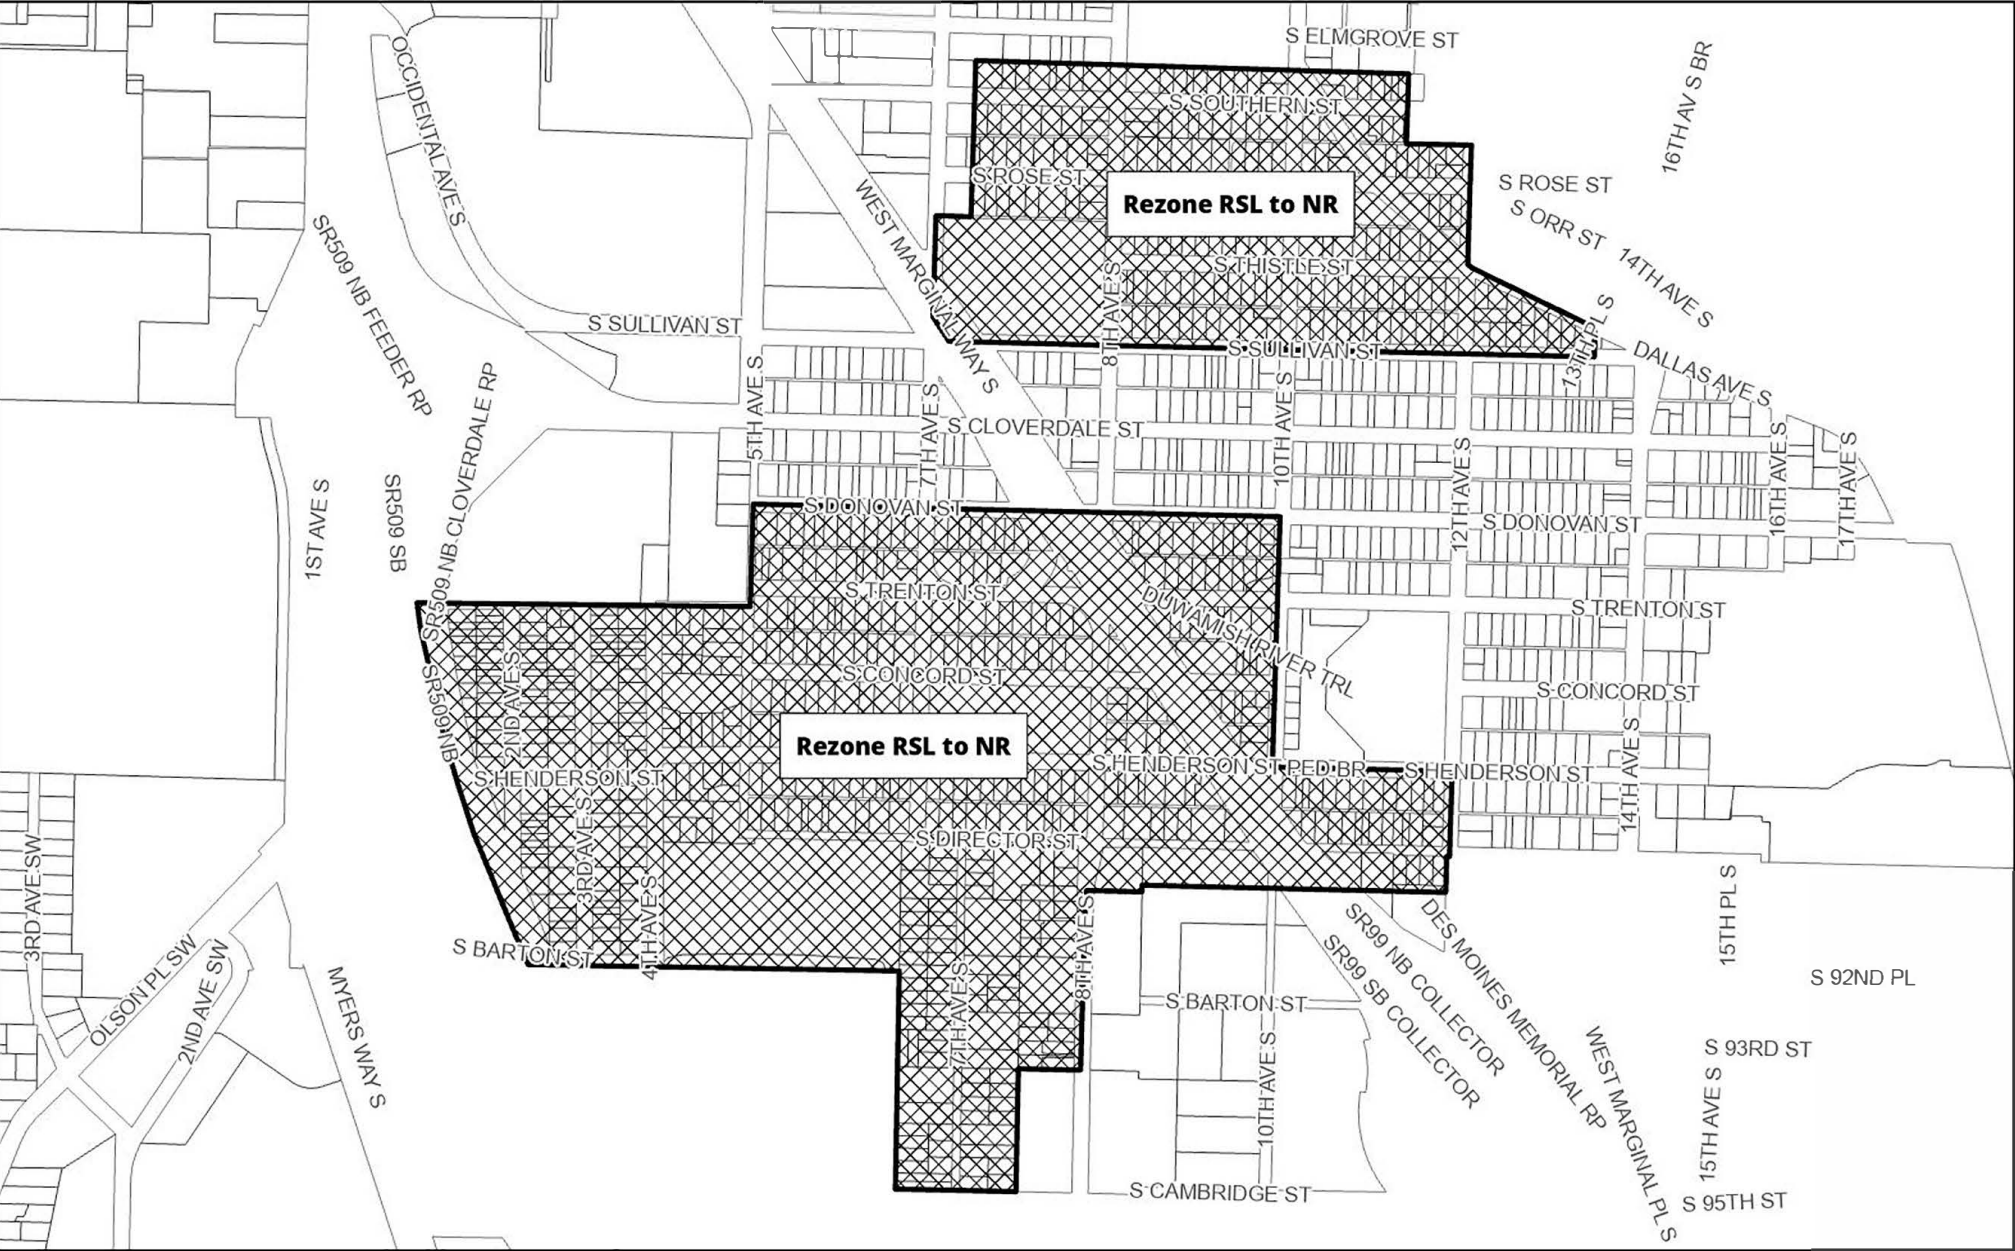 S ELMGROVE ST
OCCIDENTAL AVE S
16TH AV S BR
S SOUTHERN ST
S ROSE ST
Rezone RSL to NR
S ROSE ST
S ORR ST
14TH AVE S
WEST MARGINAL WAY S
SR509 NB FEEDER RP
S THISTLE ST
8TH AVE S
S SULLIVAN ST
S SULLIVAN ST
13TH PL S
DALLAS AVE S
5TH AVE S
7TH AVE S
10TH AVE S
S CLOVERDALE ST
12TH AVE S
16TH AVE S
17TH AVE S
1ST AVE S
SR509 SB
SR509 NB CLOVERDALE RP
S DONOVAN ST
S DONOVAN ST
S TRENTON ST
DUWAMISH RIVER TRL
S TRENTON ST
2ND AVE S
SR509 NB
S CONCORD ST
S CONCORD ST
Rezone RSL to NR
S HENDERSON ST
S HENDERSON ST PED BR
S HENDERSON ST
14TH AVE S
3RD AVE S
S DIRECTOR ST
3RD AVE SW
4TH AVE S
8TH AVE S
15TH PL S
S BARTON ST
OLSON PL SW
2ND AVE SW
MYERS WAY S
7TH AVE S
S BARTON ST
SR99 NB COLLECTOR
SR99 SB COLLECTOR
DES MOINES MEMORIAL RP
S 92ND PL
S 93RD ST
10TH AVE S
WEST MARGINAL PL S
15TH AVE S
S CAMBRIDGE ST
S 95TH ST